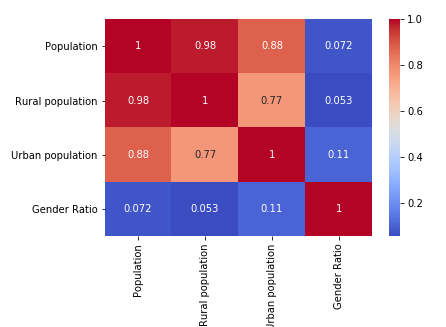 Population
1
0.98
0.88
0.072
Rural population
0.98
1
0.77
0.053
Urban population
0.88
0.77
1
0.11
Gender Ratio
0.072
0.053
0.11
1
Population
Rural population
Urban population
Gender Ratio
1.0
0.8
0.6
0.4
0.2